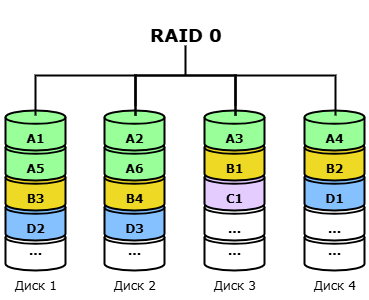 RAID 0
A1 A2 A3 A4
A5 A6 B1 B2
B3 B4 C1 D1
D2 D3 ... ...
... ... ... ...
Диск 1 Диск 2 Диск 3 Диск 4